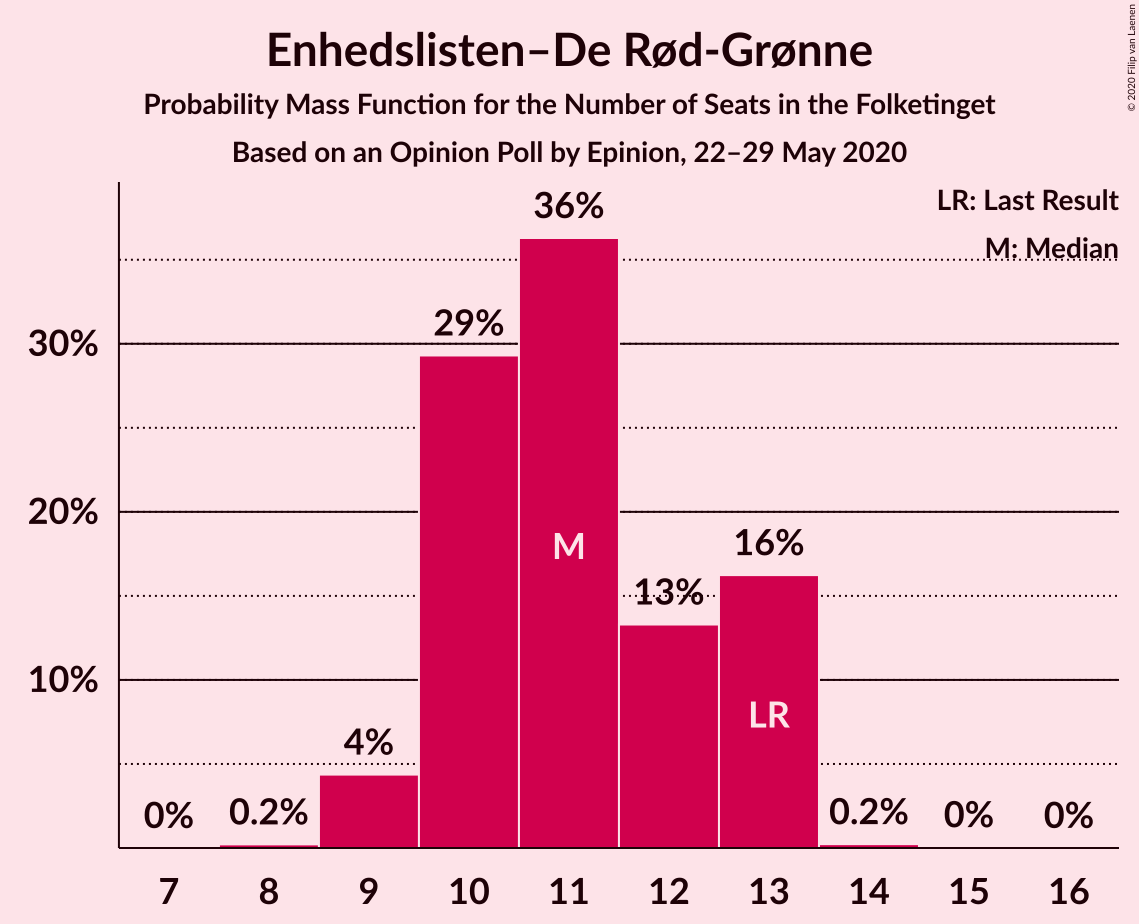 Enhedslisten–De Rød-Grønne
Probability Mass Function for the Number of Seats in the Folketinget
Based on an Opinion Poll by Epinion, 22–29 May 2020
© 2020 Filip van Laenen
LR: Last Result
M: Median
36%
29%
30%
20%
16%
M
13%
10%
LR
4%
0%
0.2%
0.2%
0%
0%
7
8
9
10
11
12
13
14
15
16